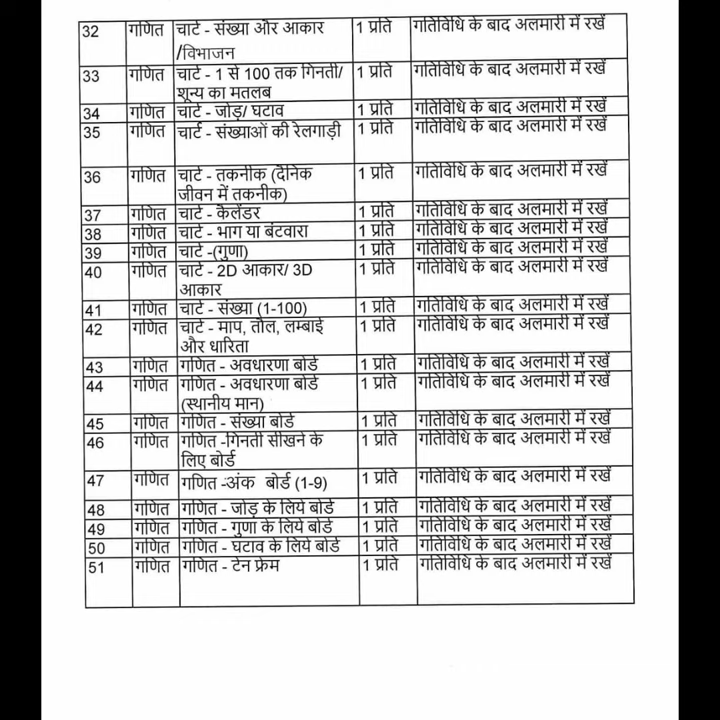 32 गणित चार्ट - संख्या और आकार 1 प्रति गतिविधि के बाद अलमारी में रखें
/विभाजन
33 गणित चार्ट - 1 से 100 तक गिनती/ 1 प्रति गतिविधि के बाद अलमारी में रखें
शून्य का मतलब
34 गणित चार्ट - जोड़/ घटाव 1 प्रति गतिविधि के बाद अलमारी में रखें
35 गणित चार्ट - संख्याओं की रेलगाड़ी 1 प्रति गतिविधि के बाद अलमारी में रखें
36 गणित चार्ट - तकनीक (दैनिक 1 प्रति गतिविधि के बाद अलमारी में रखें
जीवन में तकनीक)
37 गणित चार्ट - कैलेंडर 1 प्रति गतिविधि के बाद अलमारी में रखें
38 गणित चार्ट - भाग या बंटवारा 1 प्रति गतिविधि के बाद अलमारी में रखें
39 गणित चार्ट -(गुणा) 1 प्रति गतिविधि के बाद अलमारी में रखें
40 गणित चार्ट - 2D आकार/ 3D 1 प्रति गतिविधि के बाद अलमारी में रखें
आकार
41 गणित चार्ट - संख्या (1-100) 1 प्रति गतिविधि के बाद अलमारी में रखें
42 गणित चार्ट - माप, तौल, लम्बाई 1 प्रति गतिविधि के बाद अलमारी में रखें
और धारिता
43 गणित गणित - अवधारणा बोर्ड 1 प्रति गतिविधि के बाद अलमारी में रखें
44 गणित गणित - अवधारणा बोर्ड 1 प्रति गतिविधि के बाद अलमारी में रखें
(स्थानीय मान)
45 गणित गणित - संख्या बोर्ड 1 प्रति गतिविधि के बाद अलमारी में रखें
46 गणित गणित -गिनती सीखने के 1 प्रति गतिविधि के बाद अलमारी में रखें
लिए बोर्ड
47 गणित गणित -अंक बोर्ड (1-9) 1 प्रति गतिविधि के बाद अलमारी में रखें
48 गणित गणित - जोड़ के लिये बोर्ड 1 प्रति गतिविधि के बाद अलमारी में रखें
49 गणित गणित - गुणा के लिये बोर्ड 1 प्रति गतिविधि के बाद अलमारी में रखें
50 गणित गणित - घटाव के लिये बोर्ड 1 प्रति गतिविधि के बाद अलमारी में रखें
51 गणित गणित - टेन फ्रेम 1 प्रति गतिविधि के बाद अलमारी में रखें